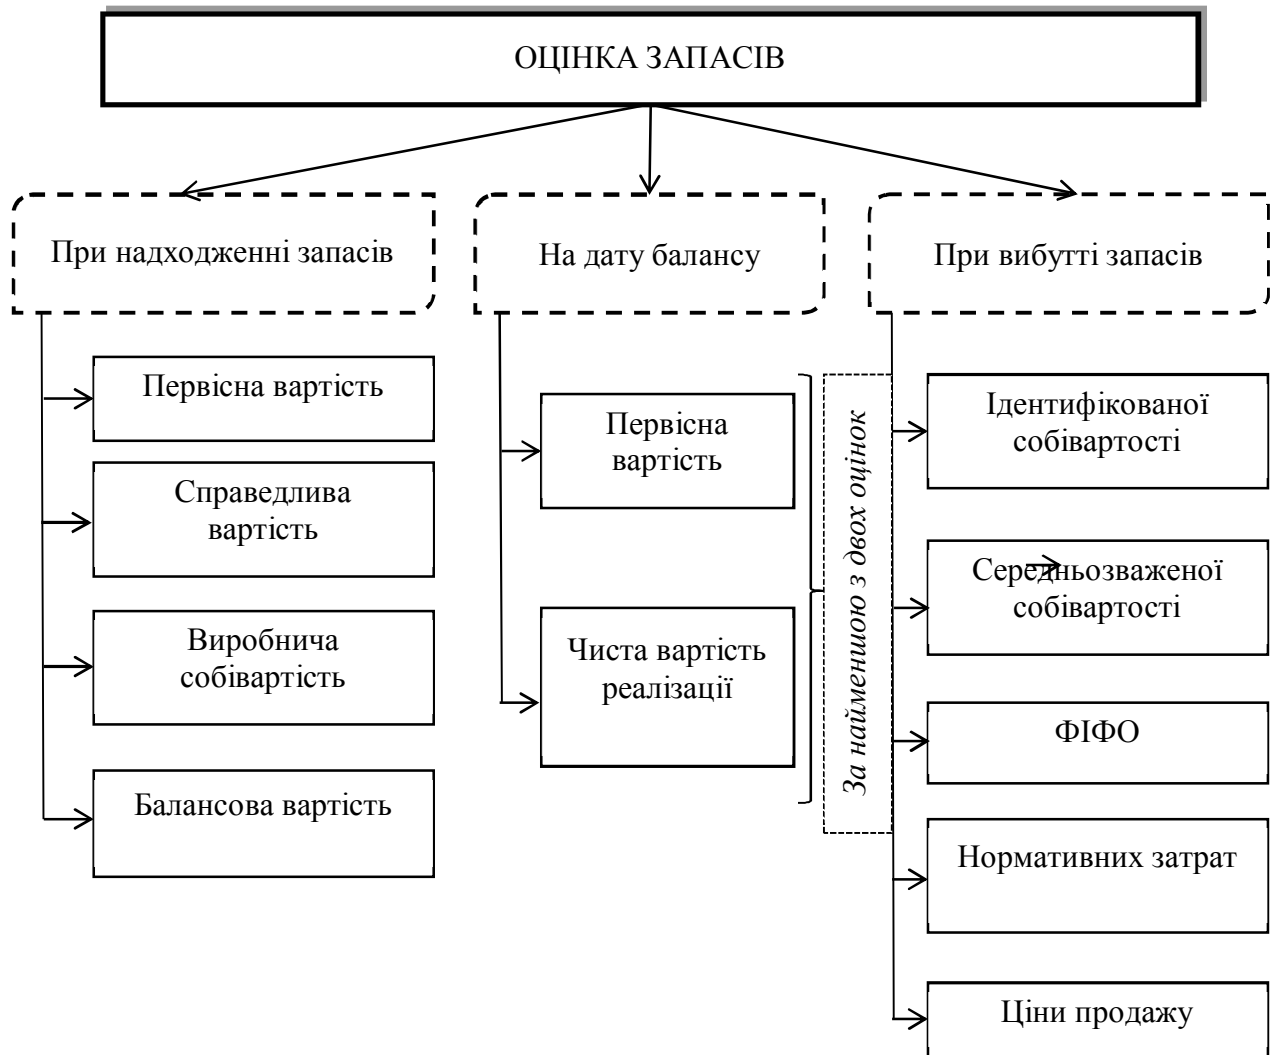 ОЦІНКА ЗАПАСІВ
При надходженні запасів
Первісна вартість
Справедлива
вартість
Виробнича
собівартість
Балансова вартість
На дату балансу
Первісна
вартість
Чиста вартість
реалізації
За найменшою з двох оцінок
При вибутті запасів
Ідентифікованої
собівартості
Середньозваженої
собівартості
ФІФО
Нормативних затрат
Ціни продажу